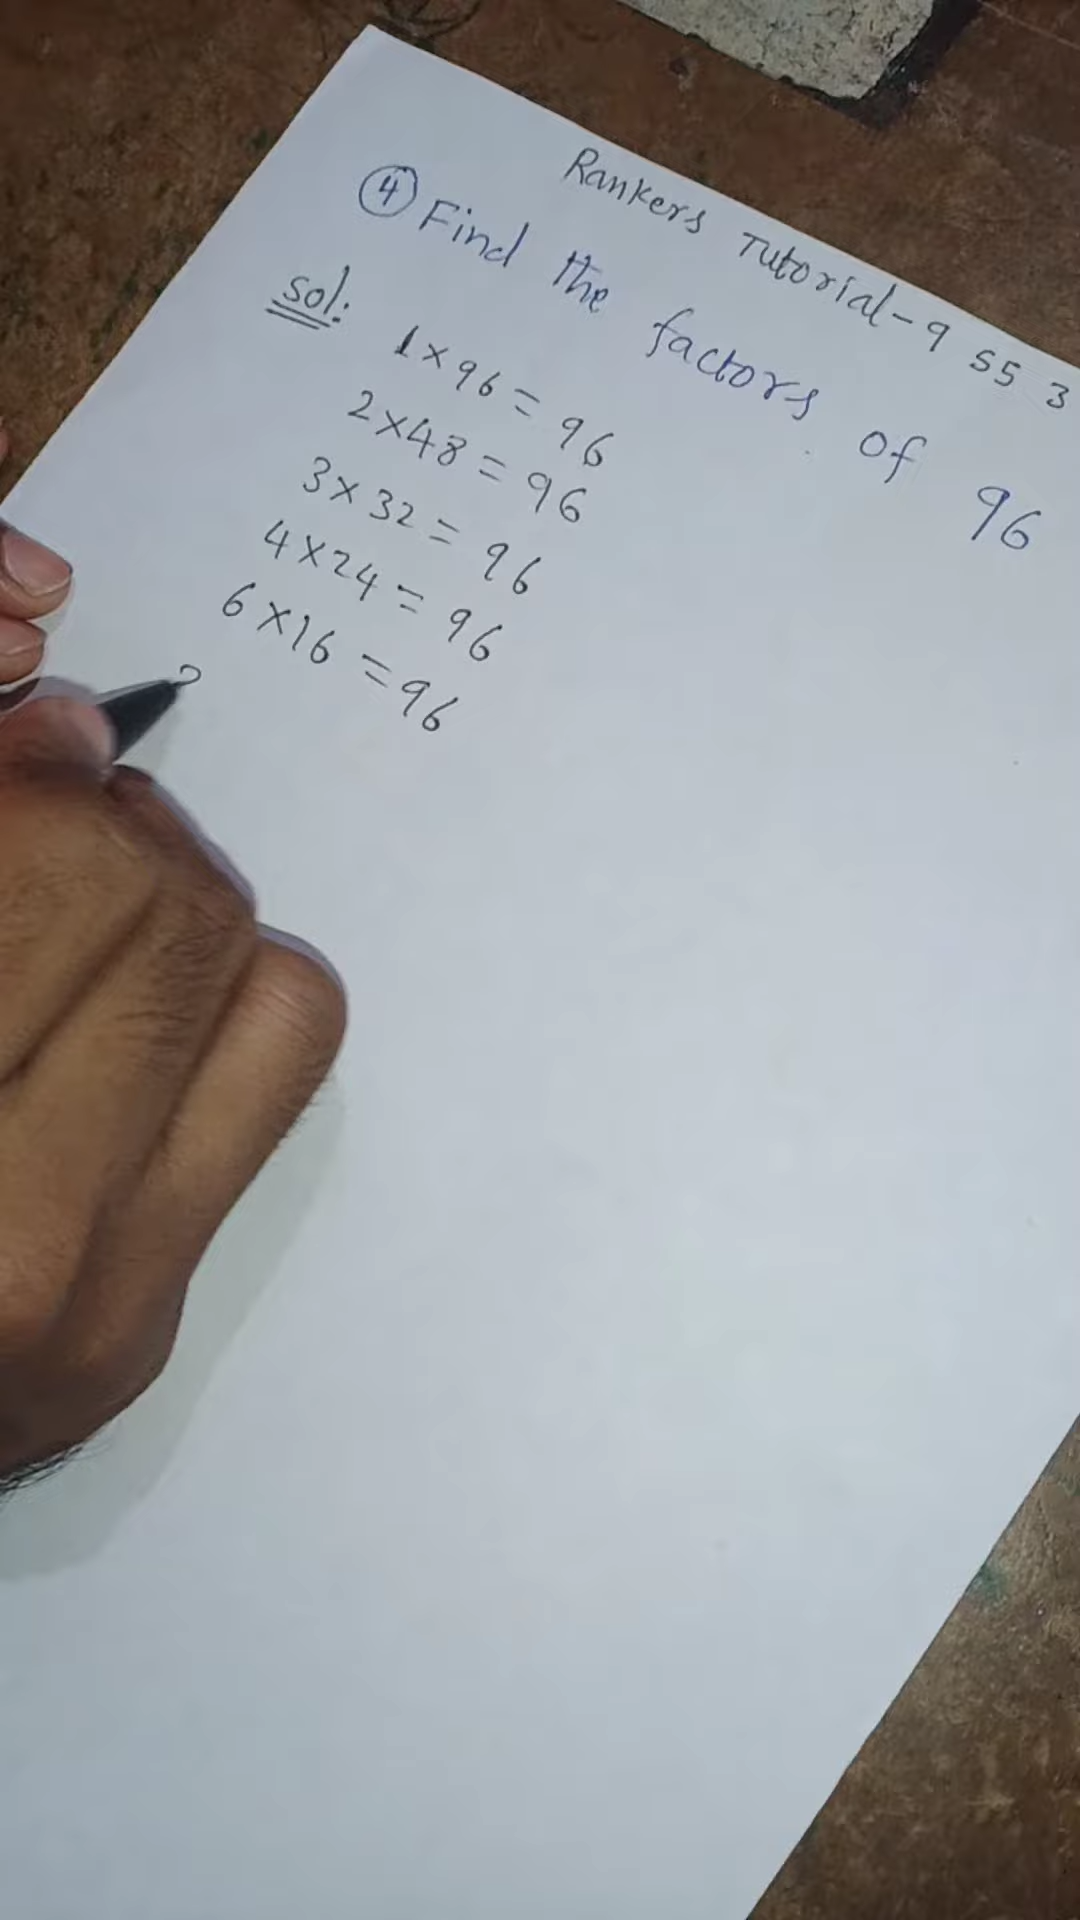 Rankers Tutorial-9 55 3
④ Find the factors of 96
Sol:
1 × 96 = 96
2 × 48 = 96
3 × 32 = 96
4 × 24 = 96
6 × 16 = 96